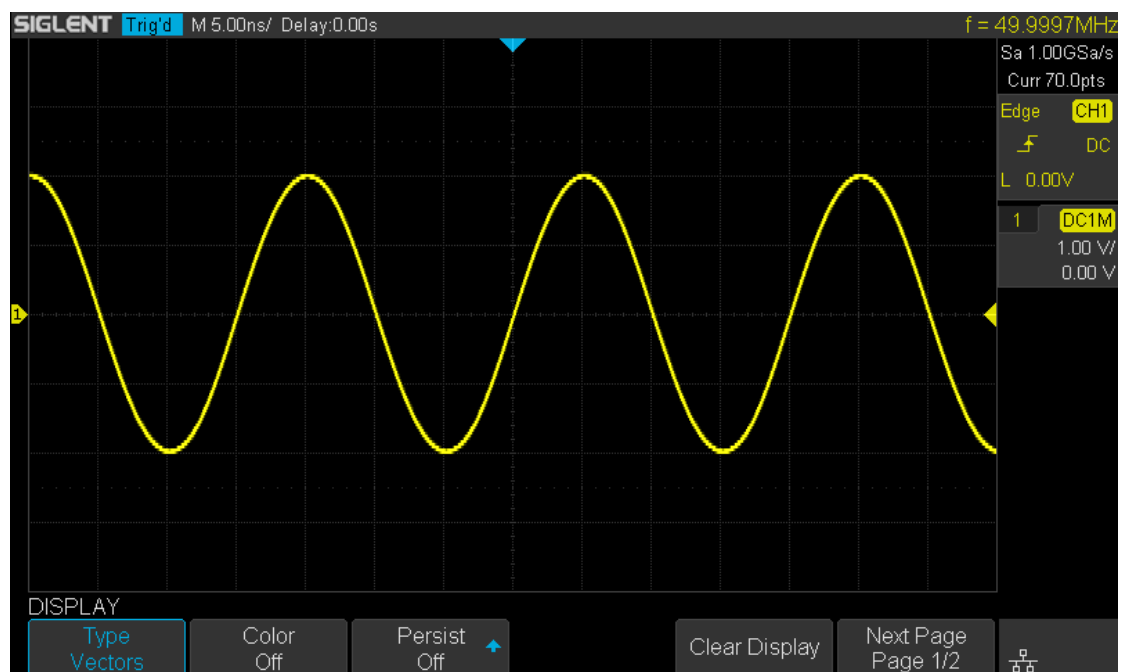 SIGLENT Trig'd M 5.00ns/ Delay:0.00s f = 49.9997MHz
Sa 1.00GSa/s
Curr 70.0pts
Edge CH1
DC
L 0.00V
1 DC1M
1.00 V/
0.00 V
1
DISPLAY
Type Color Persist Clear Display Next Page
Vectors Off Off Page 1/2